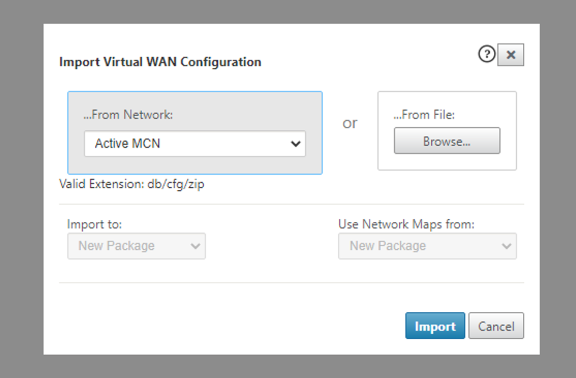 Import Virtual WAN Configuration
?
x
...From Network:
Active MCN
or
...From File:
Browse...
Valid Extension: db/cfg/zip
Import to:
New Package
Use Network Maps from:
New Package
Import
Cancel